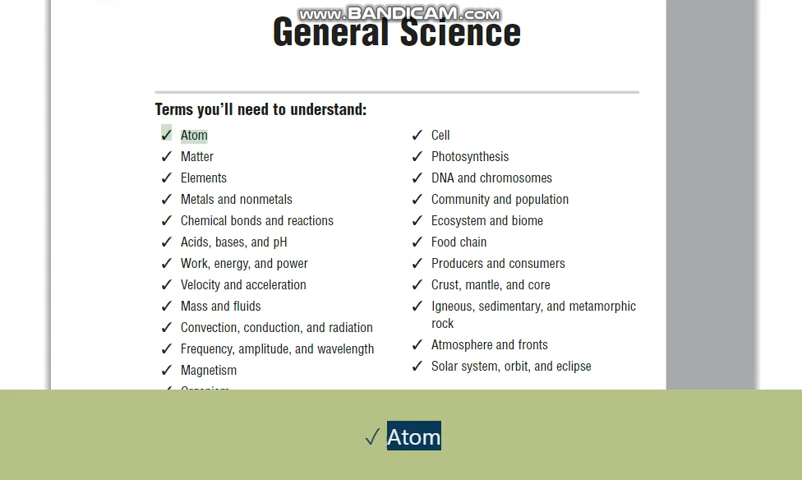 www.BANDICAM.com
General Science
Terms you'll need to understand:
✓ Atom
✓ Matter
✓ Elements
✓ Metals and nonmetals
✓ Chemical bonds and reactions
✓ Acids, bases, and pH
✓ Work, energy, and power
✓ Velocity and acceleration
✓ Mass and fluids
✓ Convection, conduction, and radiation
✓ Frequency, amplitude, and wavelength
✓ Magnetism
✓ Cell
✓ Photosynthesis
✓ DNA and chromosomes
✓ Community and population
✓ Ecosystem and biome
✓ Food chain
✓ Producers and consumers
✓ Crust, mantle, and core
✓ Igneous, sedimentary, and metamorphic
rock
✓ Atmosphere and fronts
✓ Solar system, orbit, and eclipse
✓ Atom